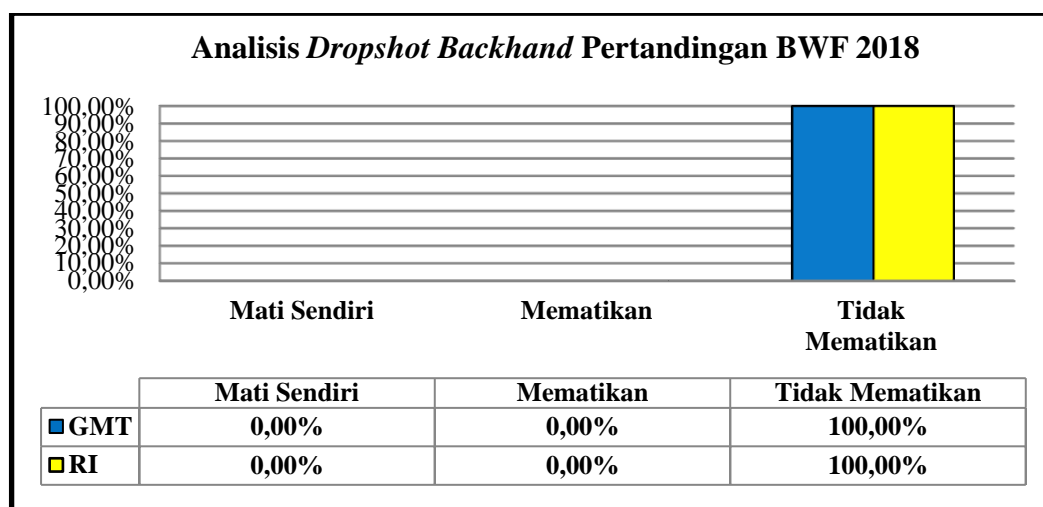 Analisis Dropshot Backhand Pertandingan BWF 2018
100,00%
90,00%
80,00%
70,00%
60,00%
50,00%
40,00%
30,00%
20,00%
10,00%
0,00%
Mati Sendiri Mematikan Tidak
Mematikan
Mati Sendiri Mematikan Tidak Mematikan
GMT 0,00% 0,00% 100,00%
RI 0,00% 0,00% 100,00%